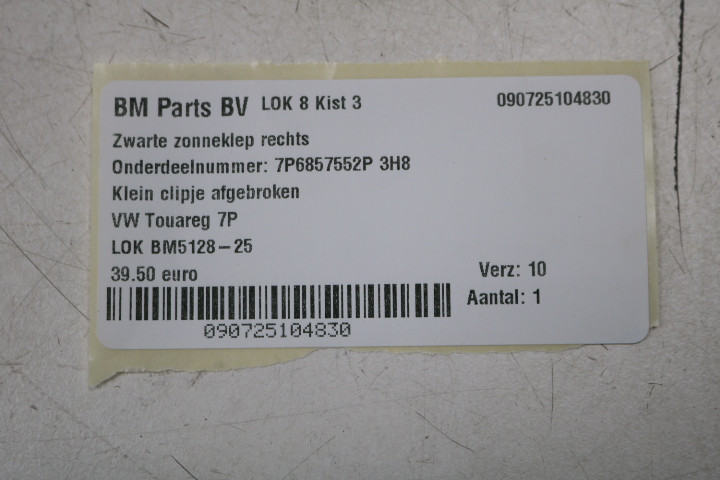 BM Parts BV LOK 8 Kist 3 090725104830
Zwarte zonneklep rechts
Onderdeelnummer: 7P6857552P 3H8
Klein clipje afgebroken
VW Touareg 7P
LOK BM5128-25
39.50 euro Verz: 10
Aantal: 1
090725104830